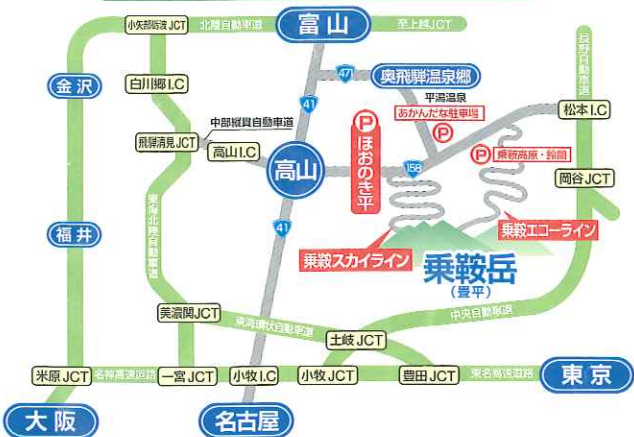 小矢部砺波JCT
北陸自動車道
富山
至上越JCT
長野自動車道
金沢
白川郷I.C
41
47
奥飛騨温泉郷
平湯温泉
あかんだな駐車場
P
松本I.C
中部縦貫自動車道
飛騨清見JCT
高山I.C
高山
P
ほおのき平
158
P
乗鞍高原・鈴蘭
岡谷JCT
東海北陸自動車道
福井
41
乗鞍スカイライン
乗鞍岳
(畳平)
乗鞍エコーライン
美濃関JCT
東海環状自動車道
土岐JCT
中央自動車道
米原JCT
名神高速道路
一宮JCT
小牧I.C
小牧JCT
豊田JCT
東名高速道路
東京
大阪
名古屋